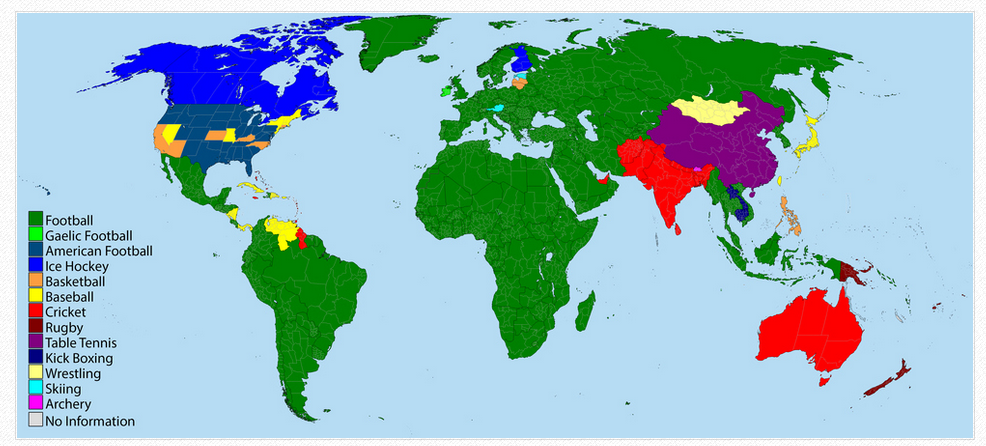 Football
Gaelic Football
American Football
Ice Hockey
Basketball
Baseball
Cricket
Rugby
Table Tennis
Kick Boxing
Wrestling
Skiing
Archery
No Information